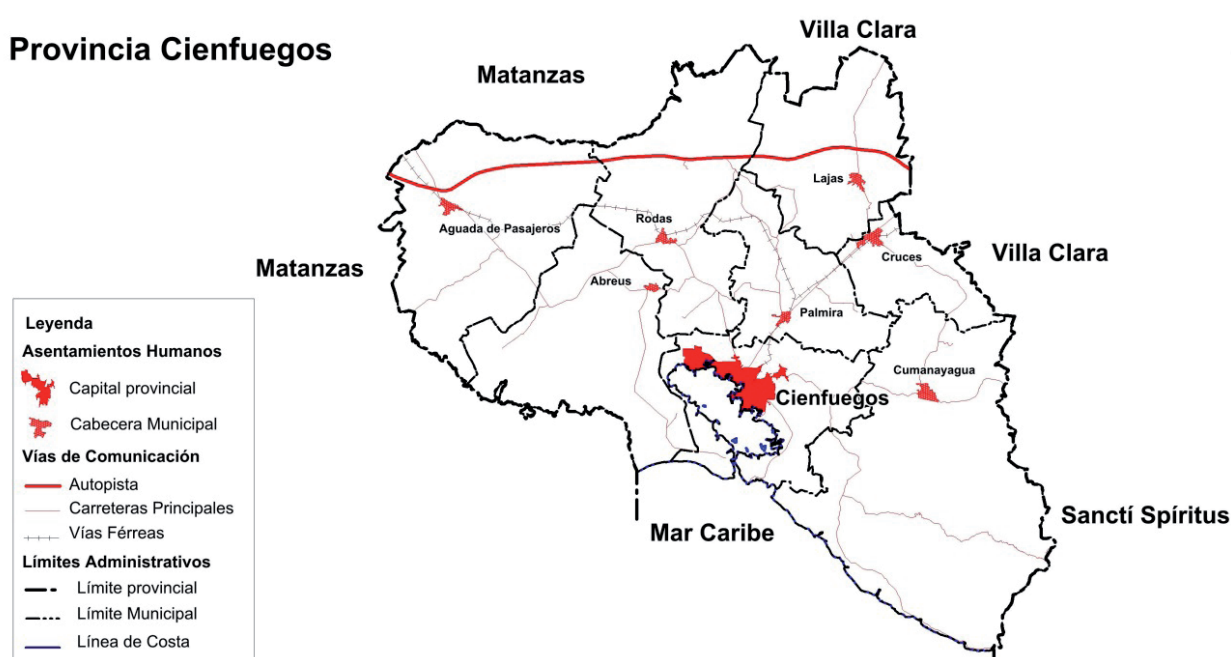 Provincia Cienfuegos
Villa Clara
Matanzas
Lajas
Rodas
Aguada de Pasajeros
Cruces
Villa Clara
Matanzas
Abreus
Palmira
Cumanayagua
Cienfuegos
Sanctí Spíritus
Mar Caribe
Leyenda
Asentamientos Humanos
Capital provincial
Cabecera Municipal
Vías de Comunicación
Autopista
Carreteras Principales
Vías Férreas
Límites Administrativos
Límite provincial
Límite Municipal
Línea de Costa